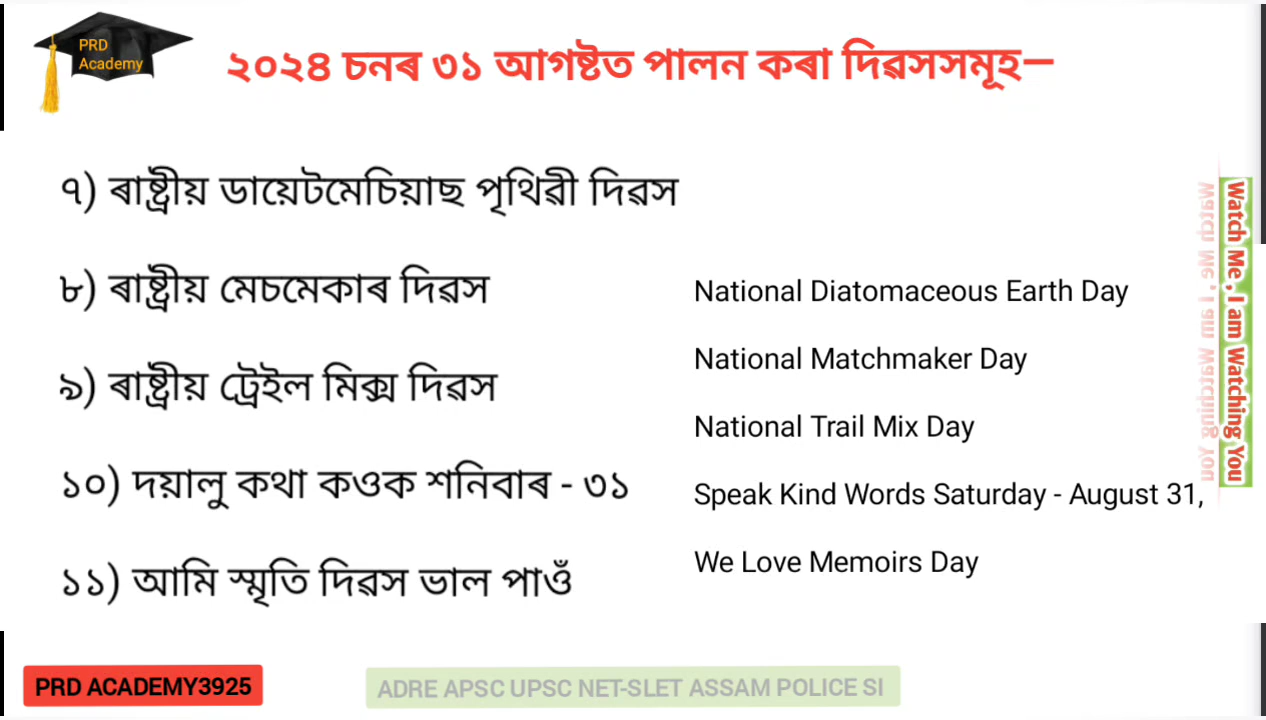 PRD
Academy
২০২৪ চনৰ ৩১ আগষ্টত পালন কৰা দিৱসসমূহ—
৭) ৰাষ্ট্ৰীয় ডায়েটমেচিয়াছ পৃথিৱী দিৱস
৮) ৰাষ্ট্ৰীয় মেচমেকাৰ দিৱস
৯) ৰাষ্ট্ৰীয় ট্ৰেইল মিক্স দিৱস
১০) দয়ালু কথা কওক শনিবাৰ - ৩১
১১) আমি স্মৃতি দিৱস ভাল পাওঁ
National Diatomaceous Earth Day
National Matchmaker Day
National Trail Mix Day
Speak Kind Words Saturday - August 31,
We Love Memoirs Day
Watch Me , I am Watching You
PRD ACADEMY3925
ADRE APSC UPSC NET-SLET ASSAM POLICE SI